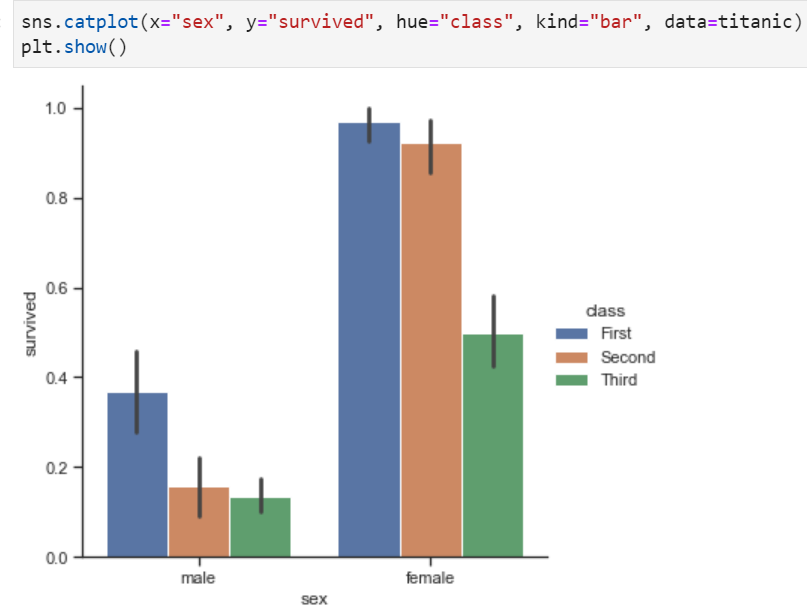 sns.catplot(x="sex", y="survived", hue="class", kind="bar", data=titanic)
plt.show()
1.0
0.8
0.6
0.4
0.2
0.0
survived
male
female
sex
class
First
Second
Third